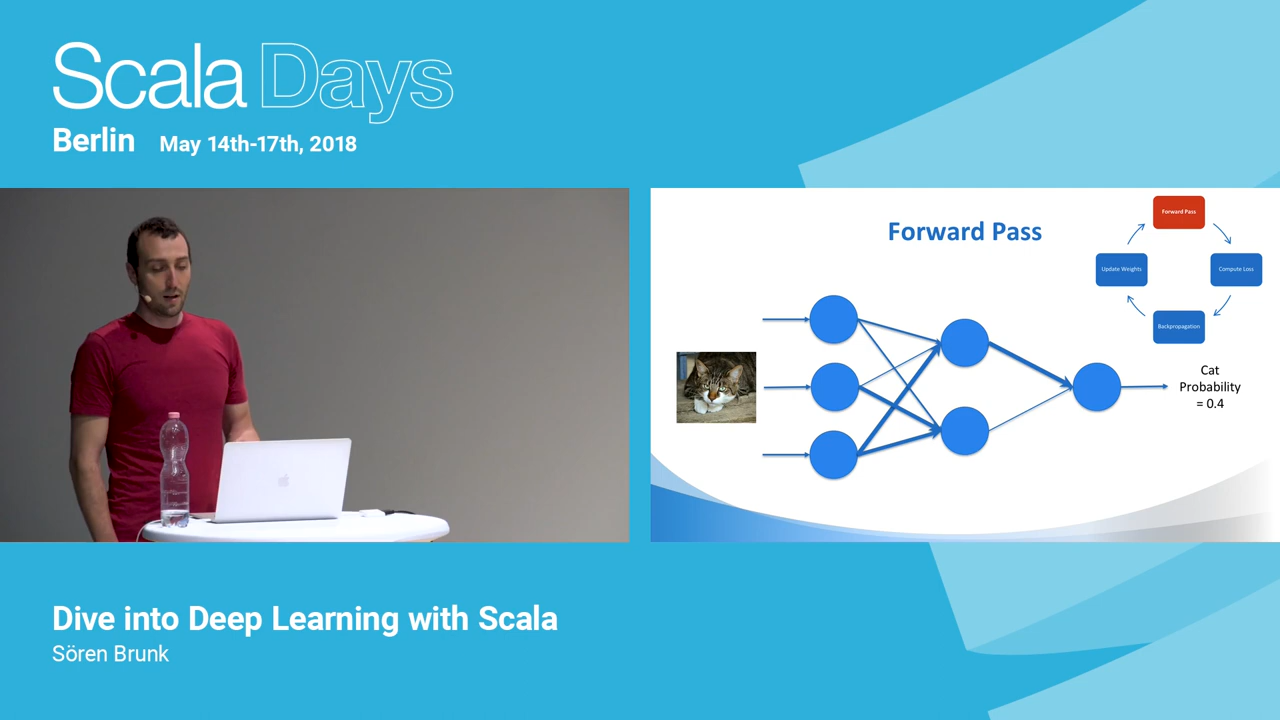 Scala Days
Berlin May 14th-17th, 2018
Forward Pass
Forward Pass
Update Weights
Compute Loss
Backpropagation
Cat
Probability
= 0.4
Dive into Deep Learning with Scala
Sören Brunk